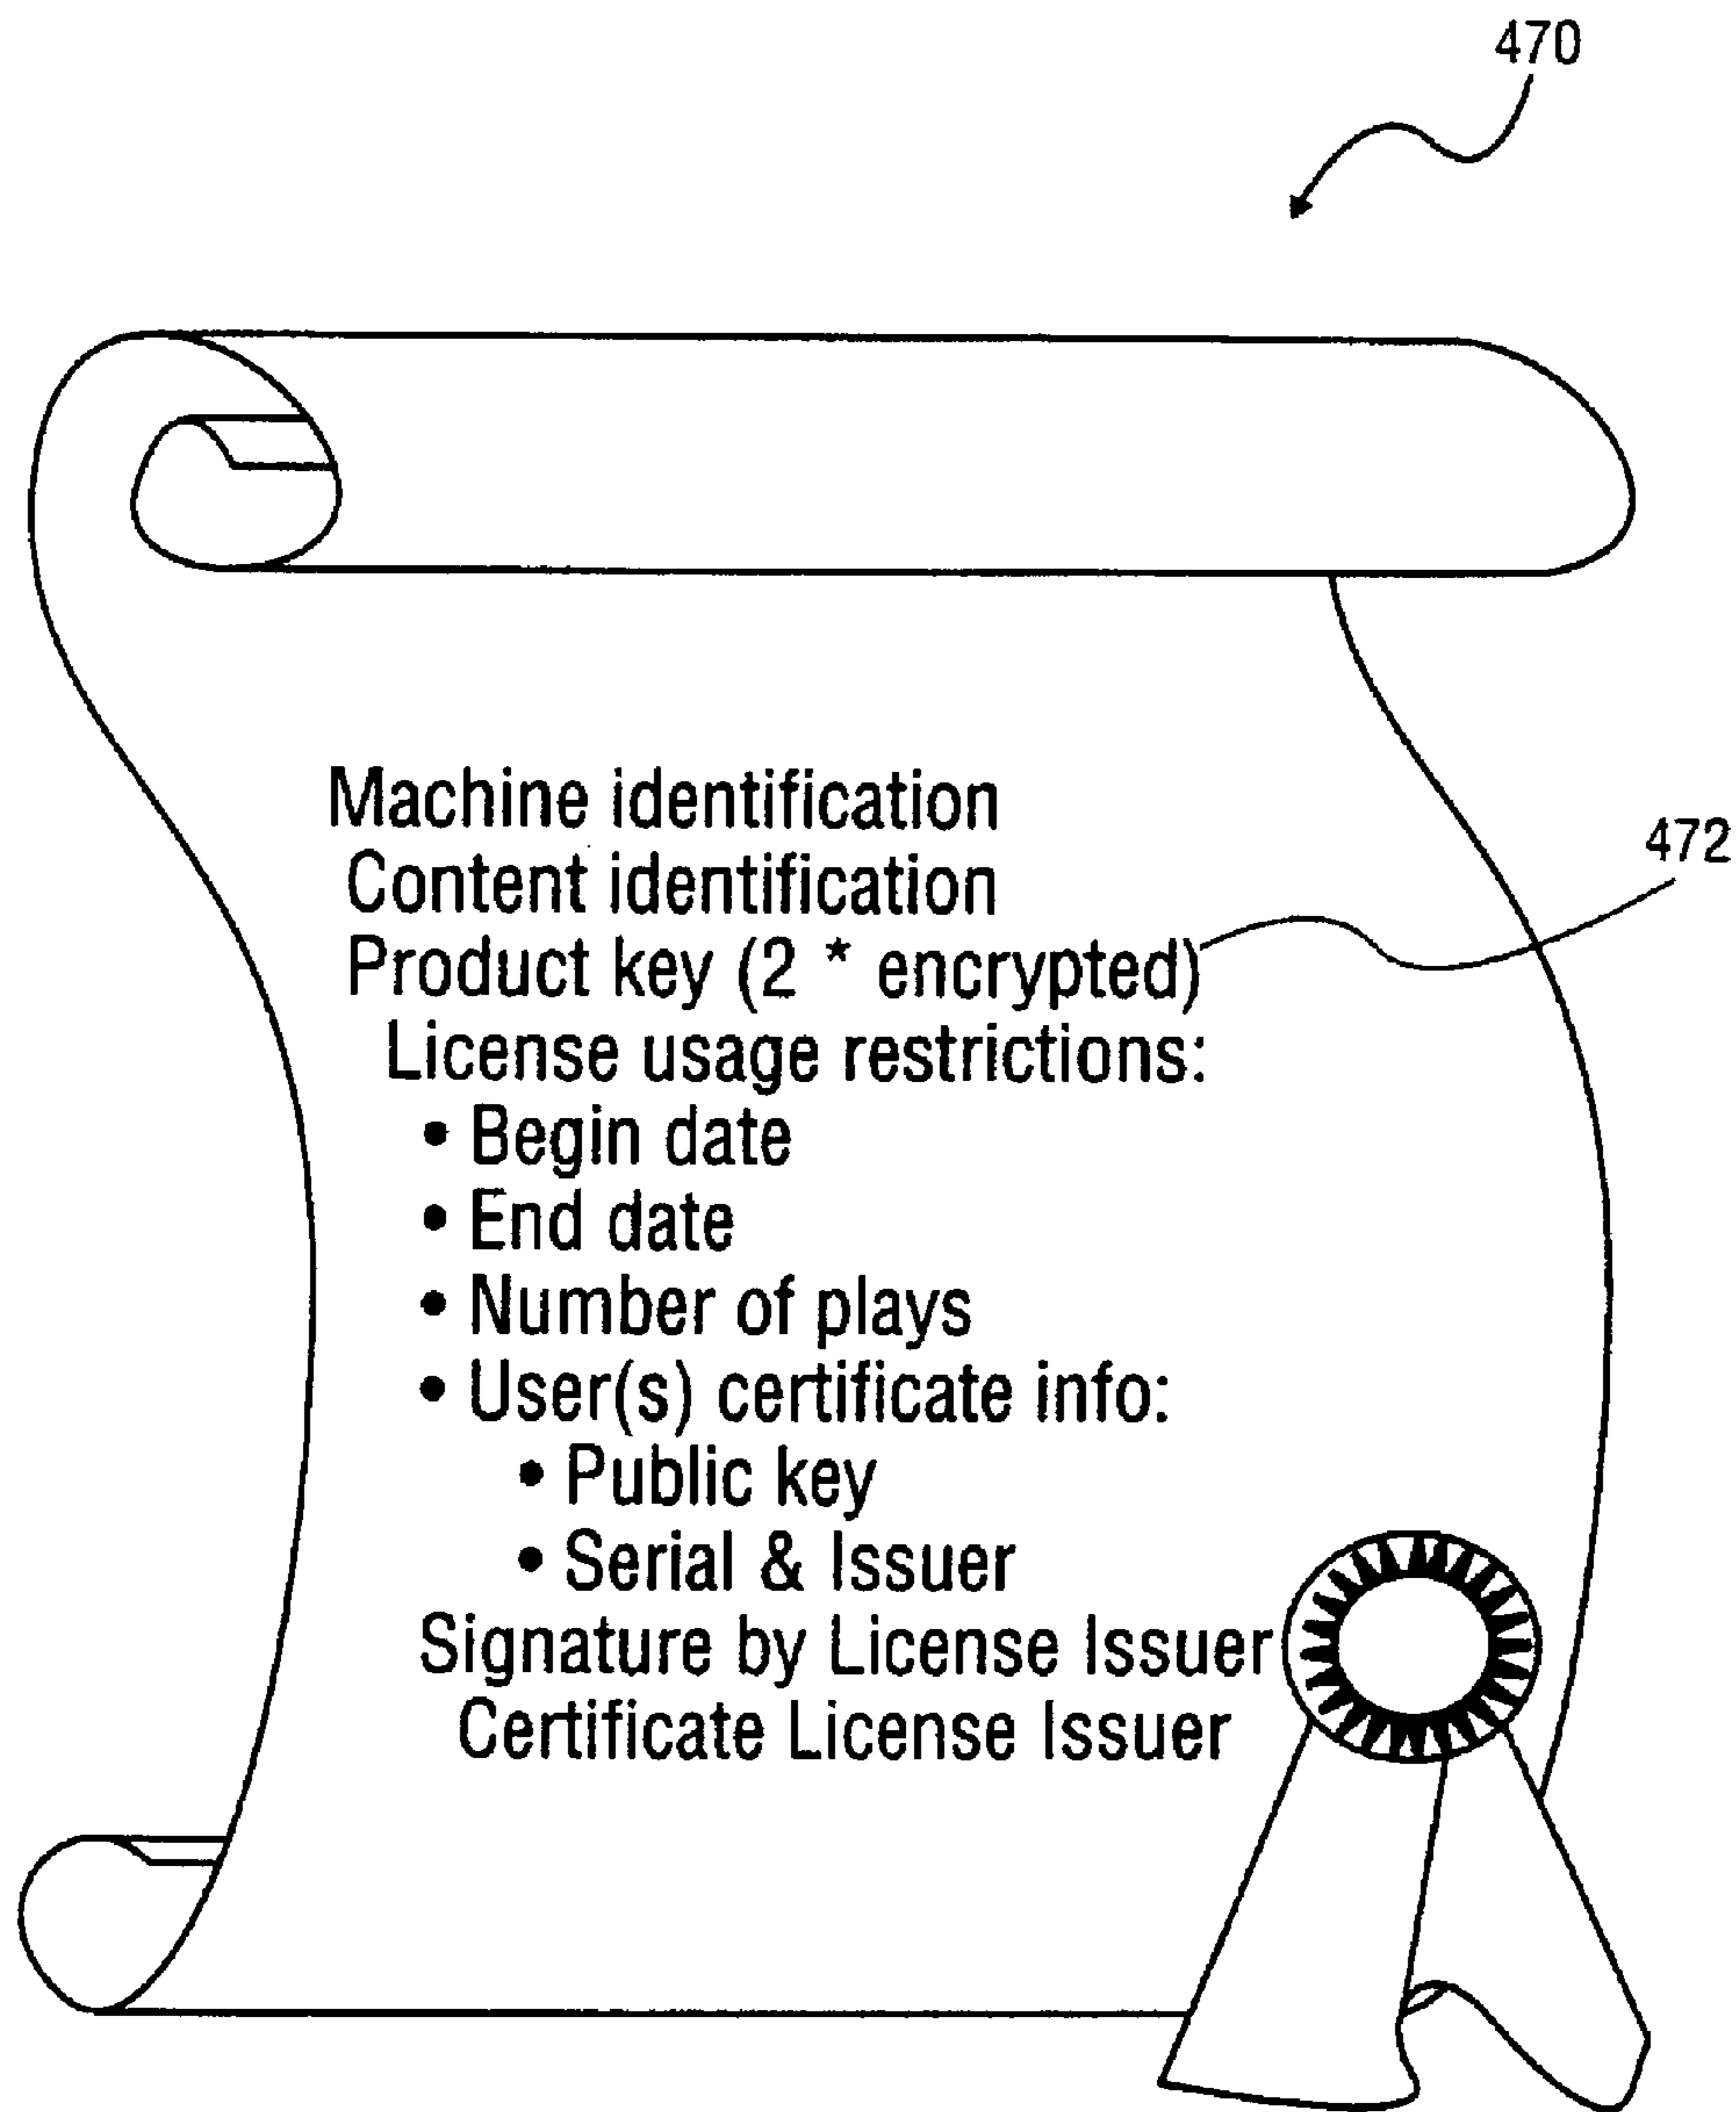 470
Machine identification
472
Content identification
Product key (2 * encrypted)
License usage restrictions:
• Begin date
• End date
• Number of plays
• User(s) certificate info:
• Public key
• Serial & Issuer
Signature by License Issuer
Certificate License Issuer